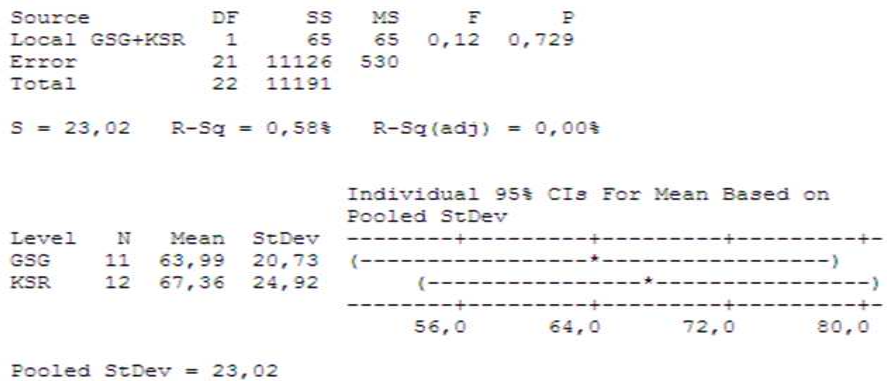 Source          DF     SS   MS     F      P
Local GSG+KSR    1     65   65  0,12  0,729
Error           21  11126  530
Total           22  11191
S = 23,02   R-Sq = 0,58%   R-Sq(adj) = 0,00%
Individual 95% CIs For Mean Based on
Pooled StDev
Level   N   Mean  StDev  --------+---------+---------+---------+-
GSG    11  63,99  20,73  (-----------------*-----------------)
KSR    12  67,36  24,92       (----------------*----------------)
--------+---------+---------+---------+-
56,0      64,0      72,0      80,0
Pooled StDev = 23,02